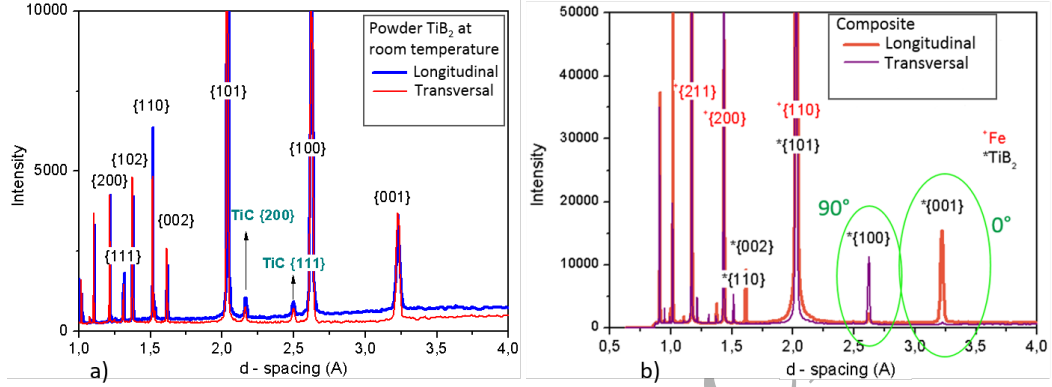 10000
5000
0
Intensity
1,0
1,5
2,0
2,5
3,0
3,5
4,0
d - spacing (A)
a)
Powder TiB2 at
room temperature
Longitudinal
Transversal
{200}
{111}
{102}
{110}
{002}
{101}
TiC {200}
TiC {111}
{100}
{001}
50000
40000
30000
20000
10000
0
Intensity
0,5
1,0
1,5
2,0
2,5
3,0
3,5
4,0
d - spacing (A)
b)
Composite
Longitudinal
Transversal
+{211}
+{200}
+{110}
*{101}
+Fe
*TiB2
90°
*{001}
0°
*{100}
*{002}
*{110}